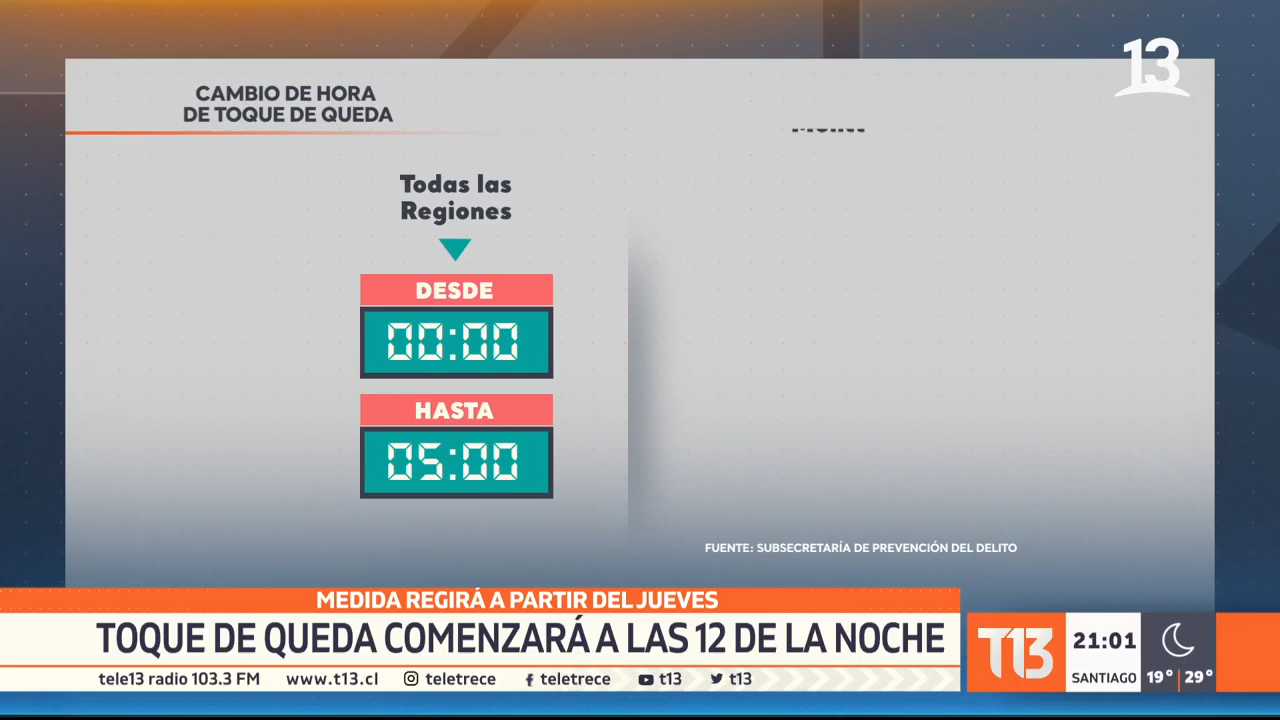 13
CAMBIO DE HORA
DE TOQUE DE QUEDA
Todas las
Regiones
DESDE
00:00
HASTA
05:00
FUENTE: SUBSECRETARÍA DE PREVENCIÓN DEL DELITO
MEDIDA REGIRÁ A PARTIR DEL JUEVES
TOQUE DE QUEDA COMENZARÁ A LAS 12 DE LA NOCHE
tele13 radio 103.3 FM www.t13.cl teletrece teletrece t13 t13
T13
21:01
SANTIAGO
19° 29°